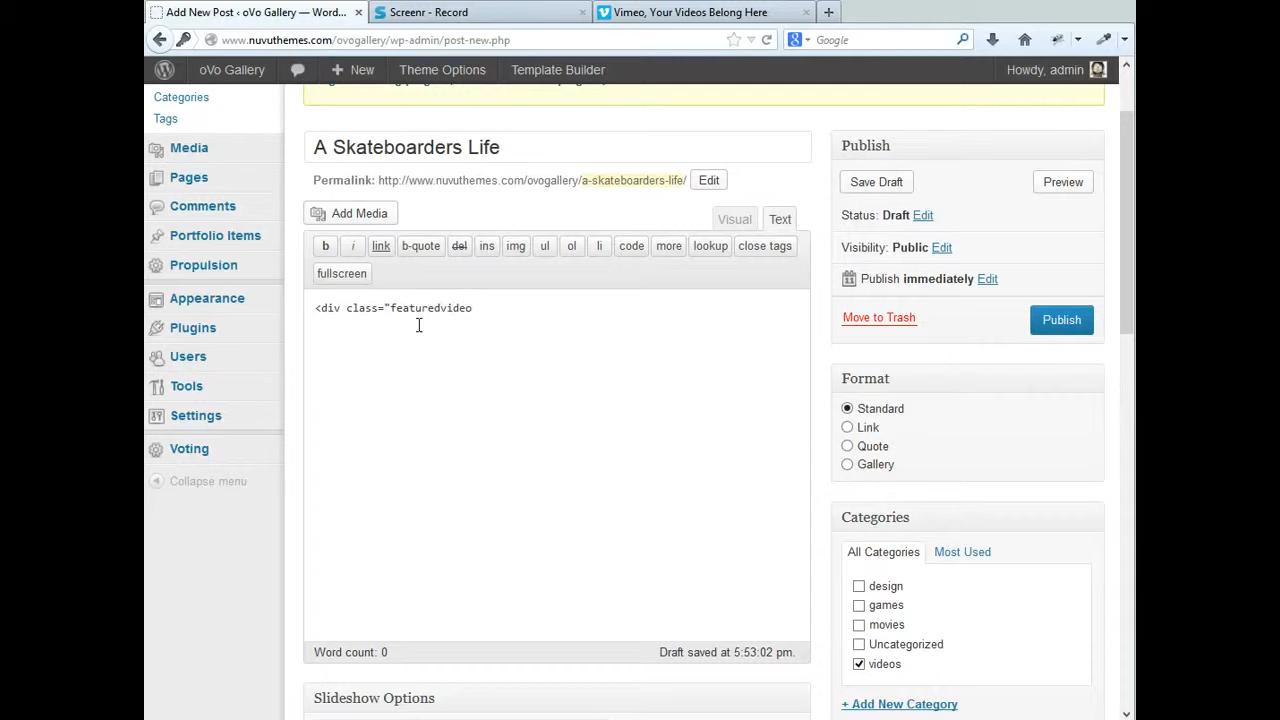 Add New Post ‹ oVo Gallery — Word...
Screenr - Record
Vimeo, Your Videos Belong Here
www.nuvuthemes.com/ovogallery/wp-admin/post-new.php
Google
oVo Gallery
New
Theme Options
Template Builder
Howdy, admin
Categories
Tags
Media
Pages
Comments
Portfolio Items
Propulsion
Appearance
Plugins
Users
Tools
Settings
Voting
Collapse menu
A Skateboarders Life
Permalink: http://www.nuvuthemes.com/ovogallery/a-skateboarders-life/ Edit
Add Media
Visual Text
b i link b-quote del ins img ul ol li code more lookup close tags
fullscreen
<div class="featuredvideo
Word count: 0
Draft saved at 5:53:02 pm.
Slideshow Options
Publish
Save Draft
Preview
Status: Draft Edit
Visibility: Public Edit
Publish immediately Edit
Move to Trash
Publish
Format
Standard
Link
Quote
Gallery
Categories
All Categories Most Used
design
games
movies
Uncategorized
videos
+ Add New Category